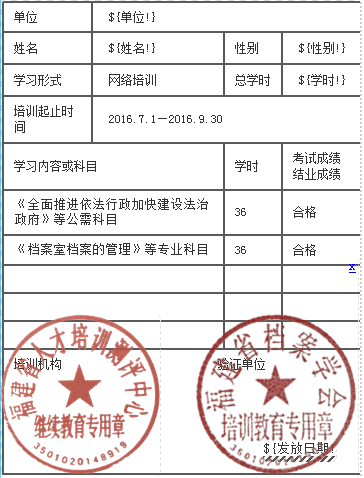 单位 ${单位!}
姓名 ${姓名!} 性别 ${性别!}
学习形式 网络培训 总学时 ${学时!}
培训起止时
间
2016.7.1－2016.9.30
学习内容或科目 学时 考试成绩
结业成绩
《全面推进依法行政加快建设法治
政府》等公需科目
36 合格
《档案室档案的管理》等专业科目 36 合格
x
培训机构 验证单位
福建省人才培训测评中心
继续教育专用章
3501020148919
福建省档案学会
培训教育专用章
${发放日期!